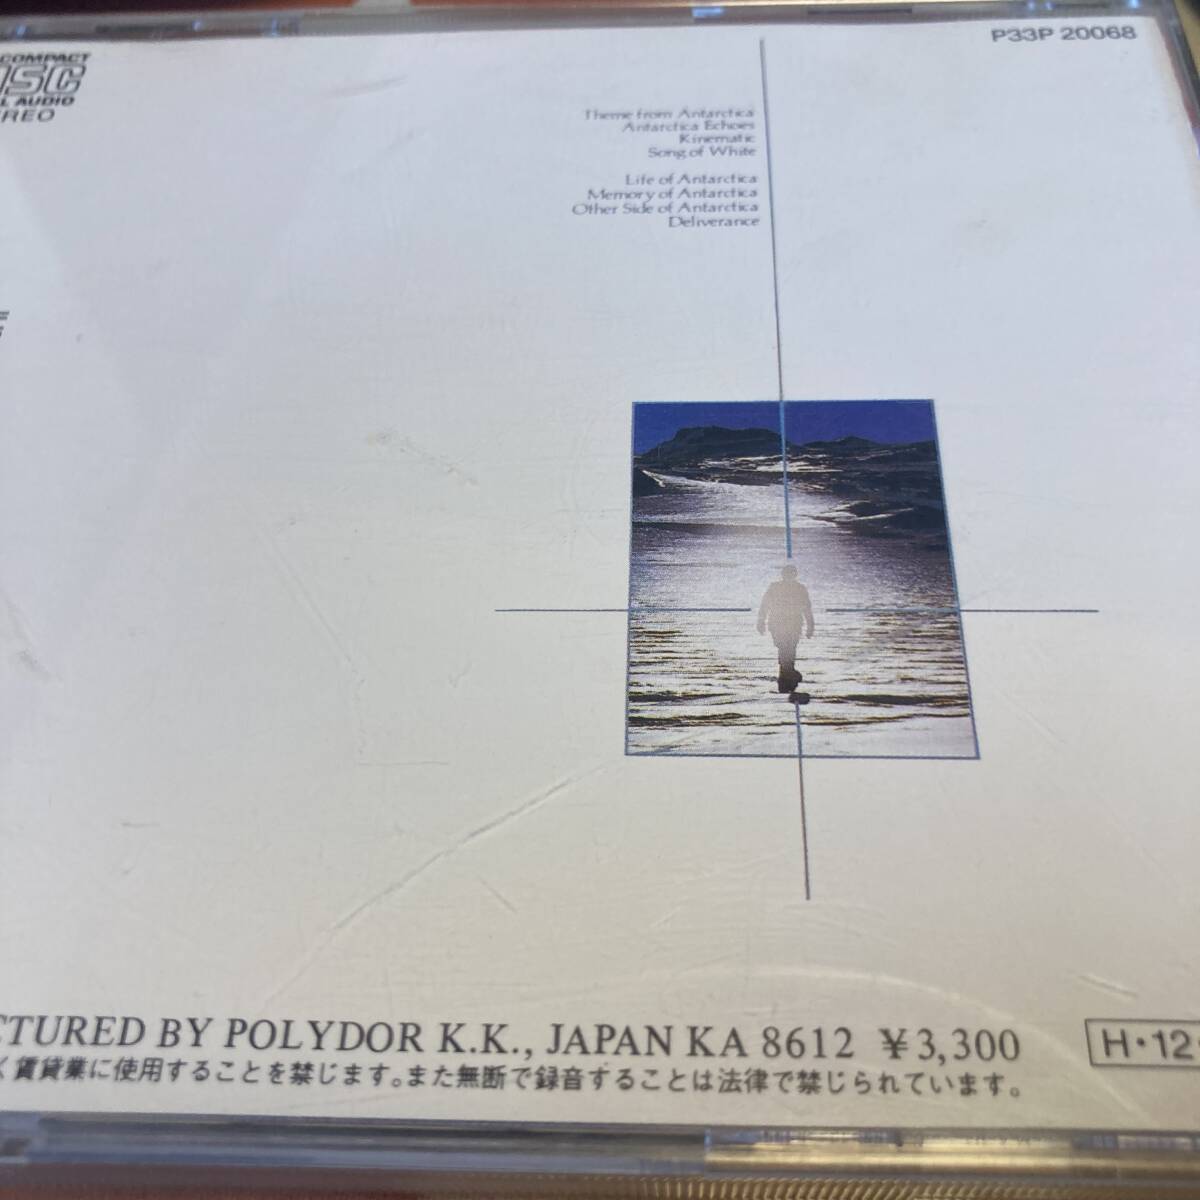 P33P 20068
COMPACT
DISC
L AUDIO
REO
Theme from Antarctica
Antarctica Echoes
Kinematic
Song of White
Life of Antarctica
Memory of Antarctica
Other Side of Antarctica
Deliverance
CTURED BY POLYDOR K.K., JAPAN KA 8612 ¥3,300
H・12・
く賃貸業に使用することを禁じます。また無断で録音することは法律で禁じられています。